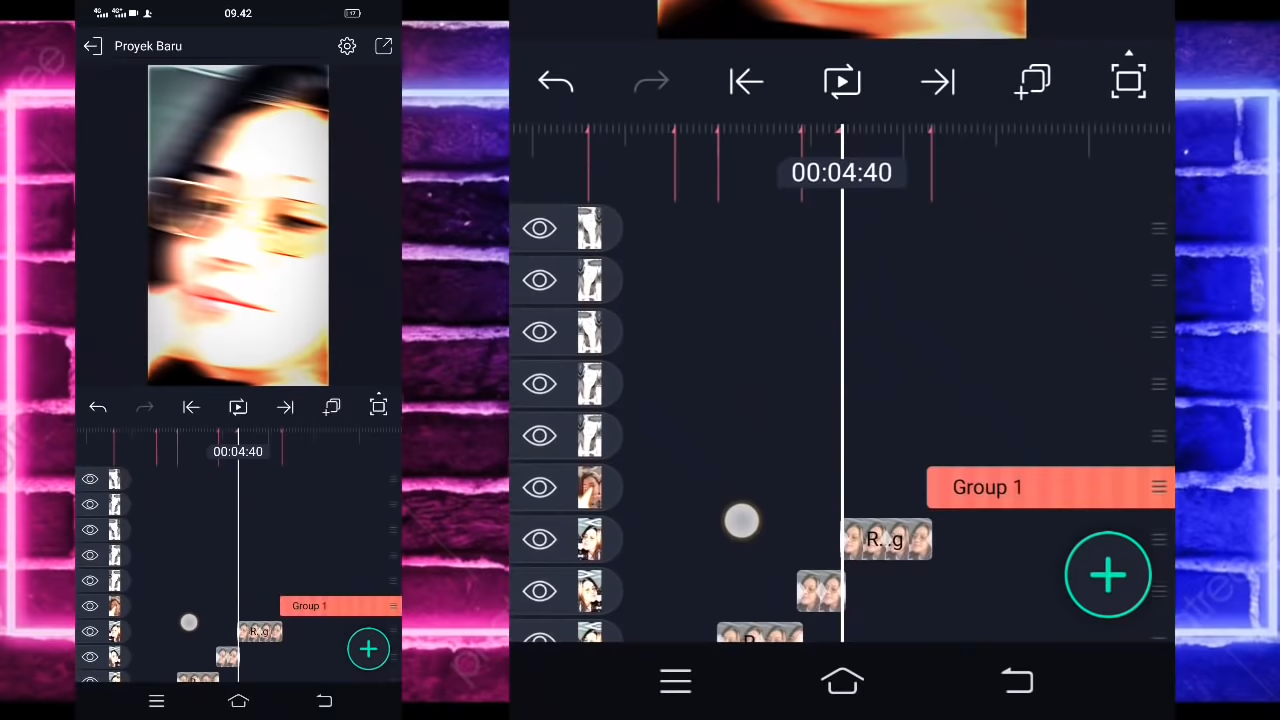 09.42
Proyek Baru
00:04:40
Group 1
R. .g
00:04:40
Group 1
R...g